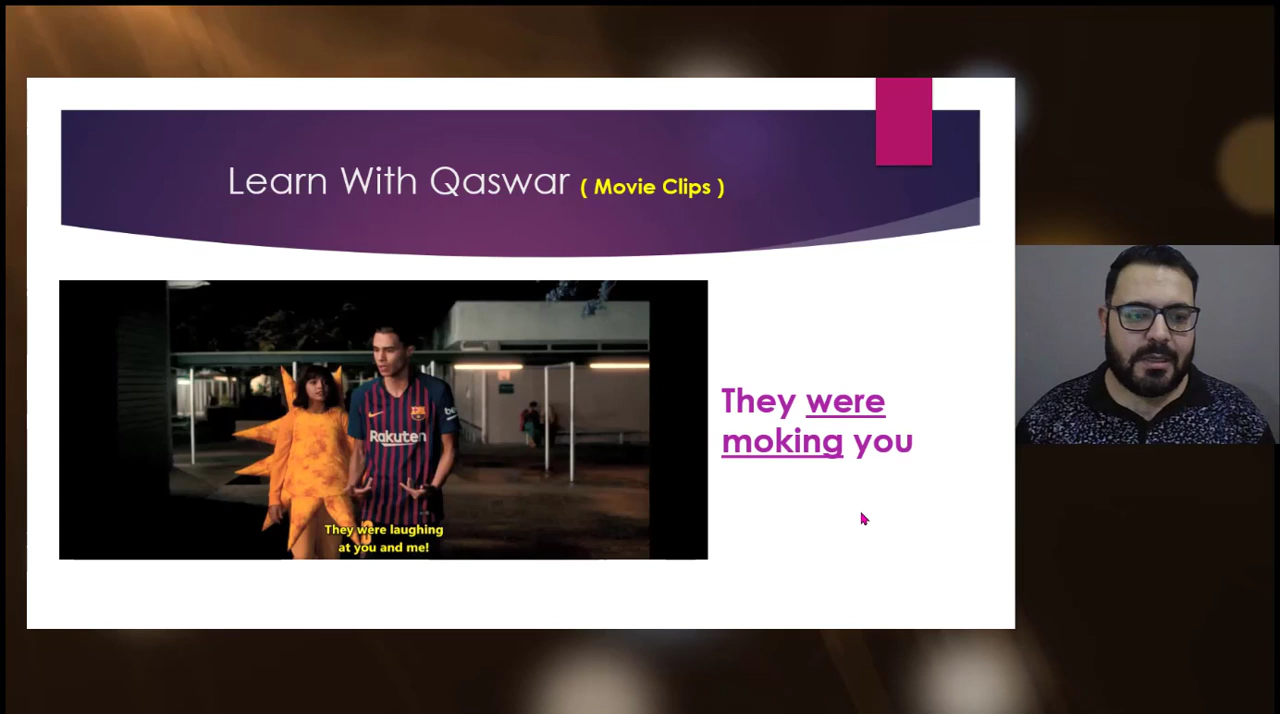 Learn With Qaswar ( Movie Clips )
Rakuten
They were laughing
at you and me!
They were
moking you